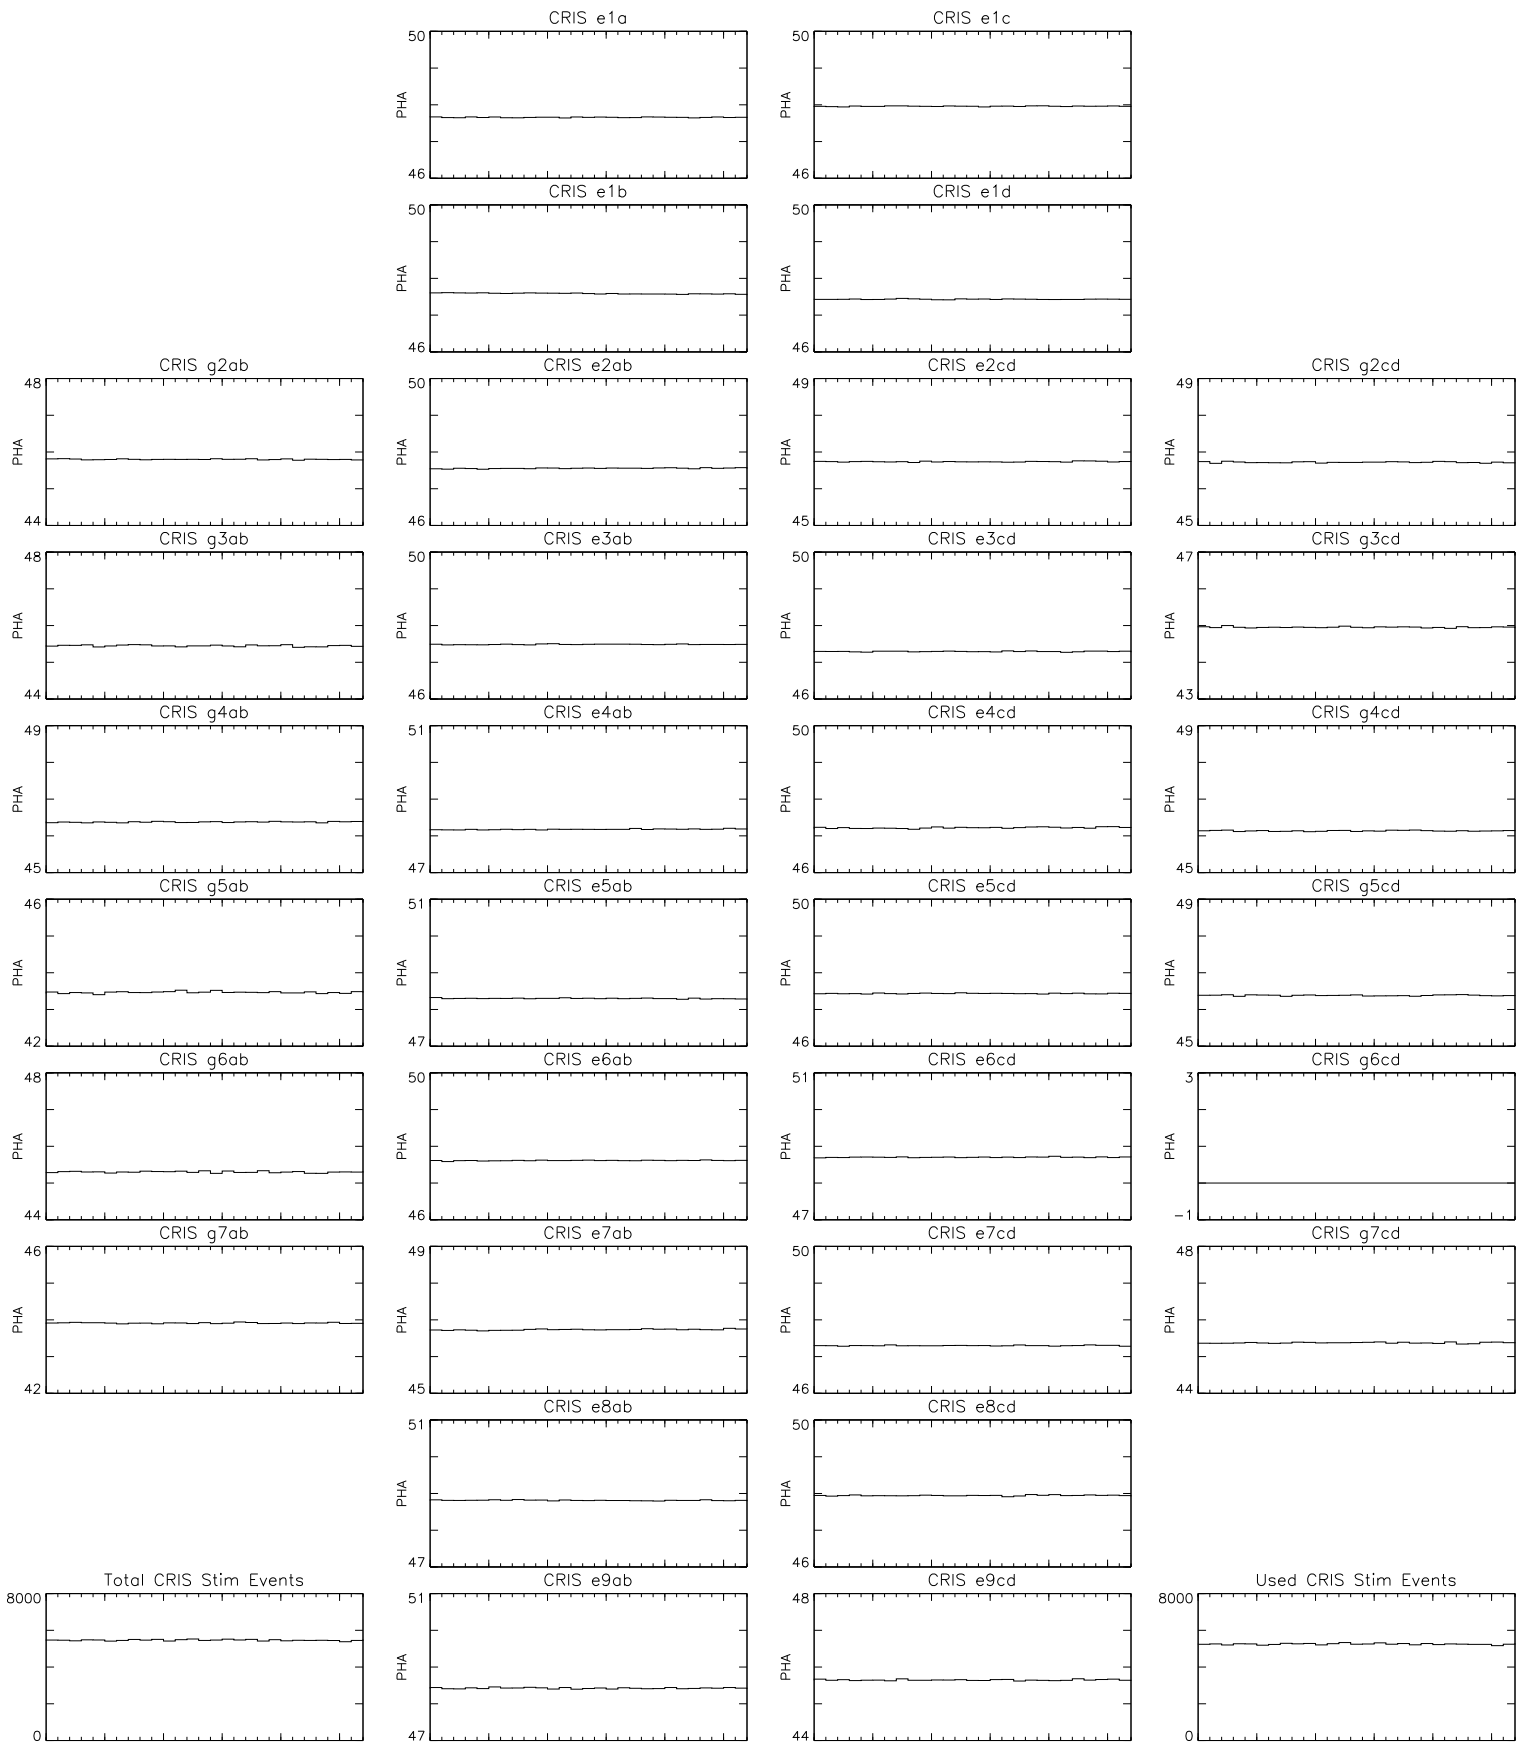 CRIS e1a
CRIS e1c
50
PHA
46
50
PHA
46
CRIS e1b
CRIS e1d
50
PHA
46
50
PHA
46
CRIS g2ab
CRIS e2ab
CRIS e2cd
CRIS g2cd
48
PHA
44
50
PHA
46
49
PHA
45
49
PHA
45
CRIS g3ab
CRIS e3ab
CRIS e3cd
CRIS g3cd
48
PHA
44
50
PHA
46
50
PHA
46
47
PHA
43
CRIS g4ab
CRIS e4ab
CRIS e4cd
CRIS g4cd
49
PHA
45
51
PHA
47
50
PHA
46
49
PHA
45
CRIS g5ab
CRIS e5ab
CRIS e5cd
CRIS g5cd
46
PHA
42
51
PHA
47
50
PHA
46
49
PHA
45
CRIS g6ab
CRIS e6ab
CRIS e6cd
CRIS g6cd
48
PHA
44
50
PHA
46
51
PHA
47
3
PHA
-1
CRIS g7ab
CRIS e7ab
CRIS e7cd
CRIS g7cd
46
PHA
42
49
PHA
45
50
PHA
46
48
PHA
44
CRIS e8ab
CRIS e8cd
51
PHA
47
50
PHA
46
Total CRIS Stim Events
CRIS e9ab
CRIS e9cd
Used CRIS Stim Events
8000
0
51
PHA
47
48
PHA
44
8000
0